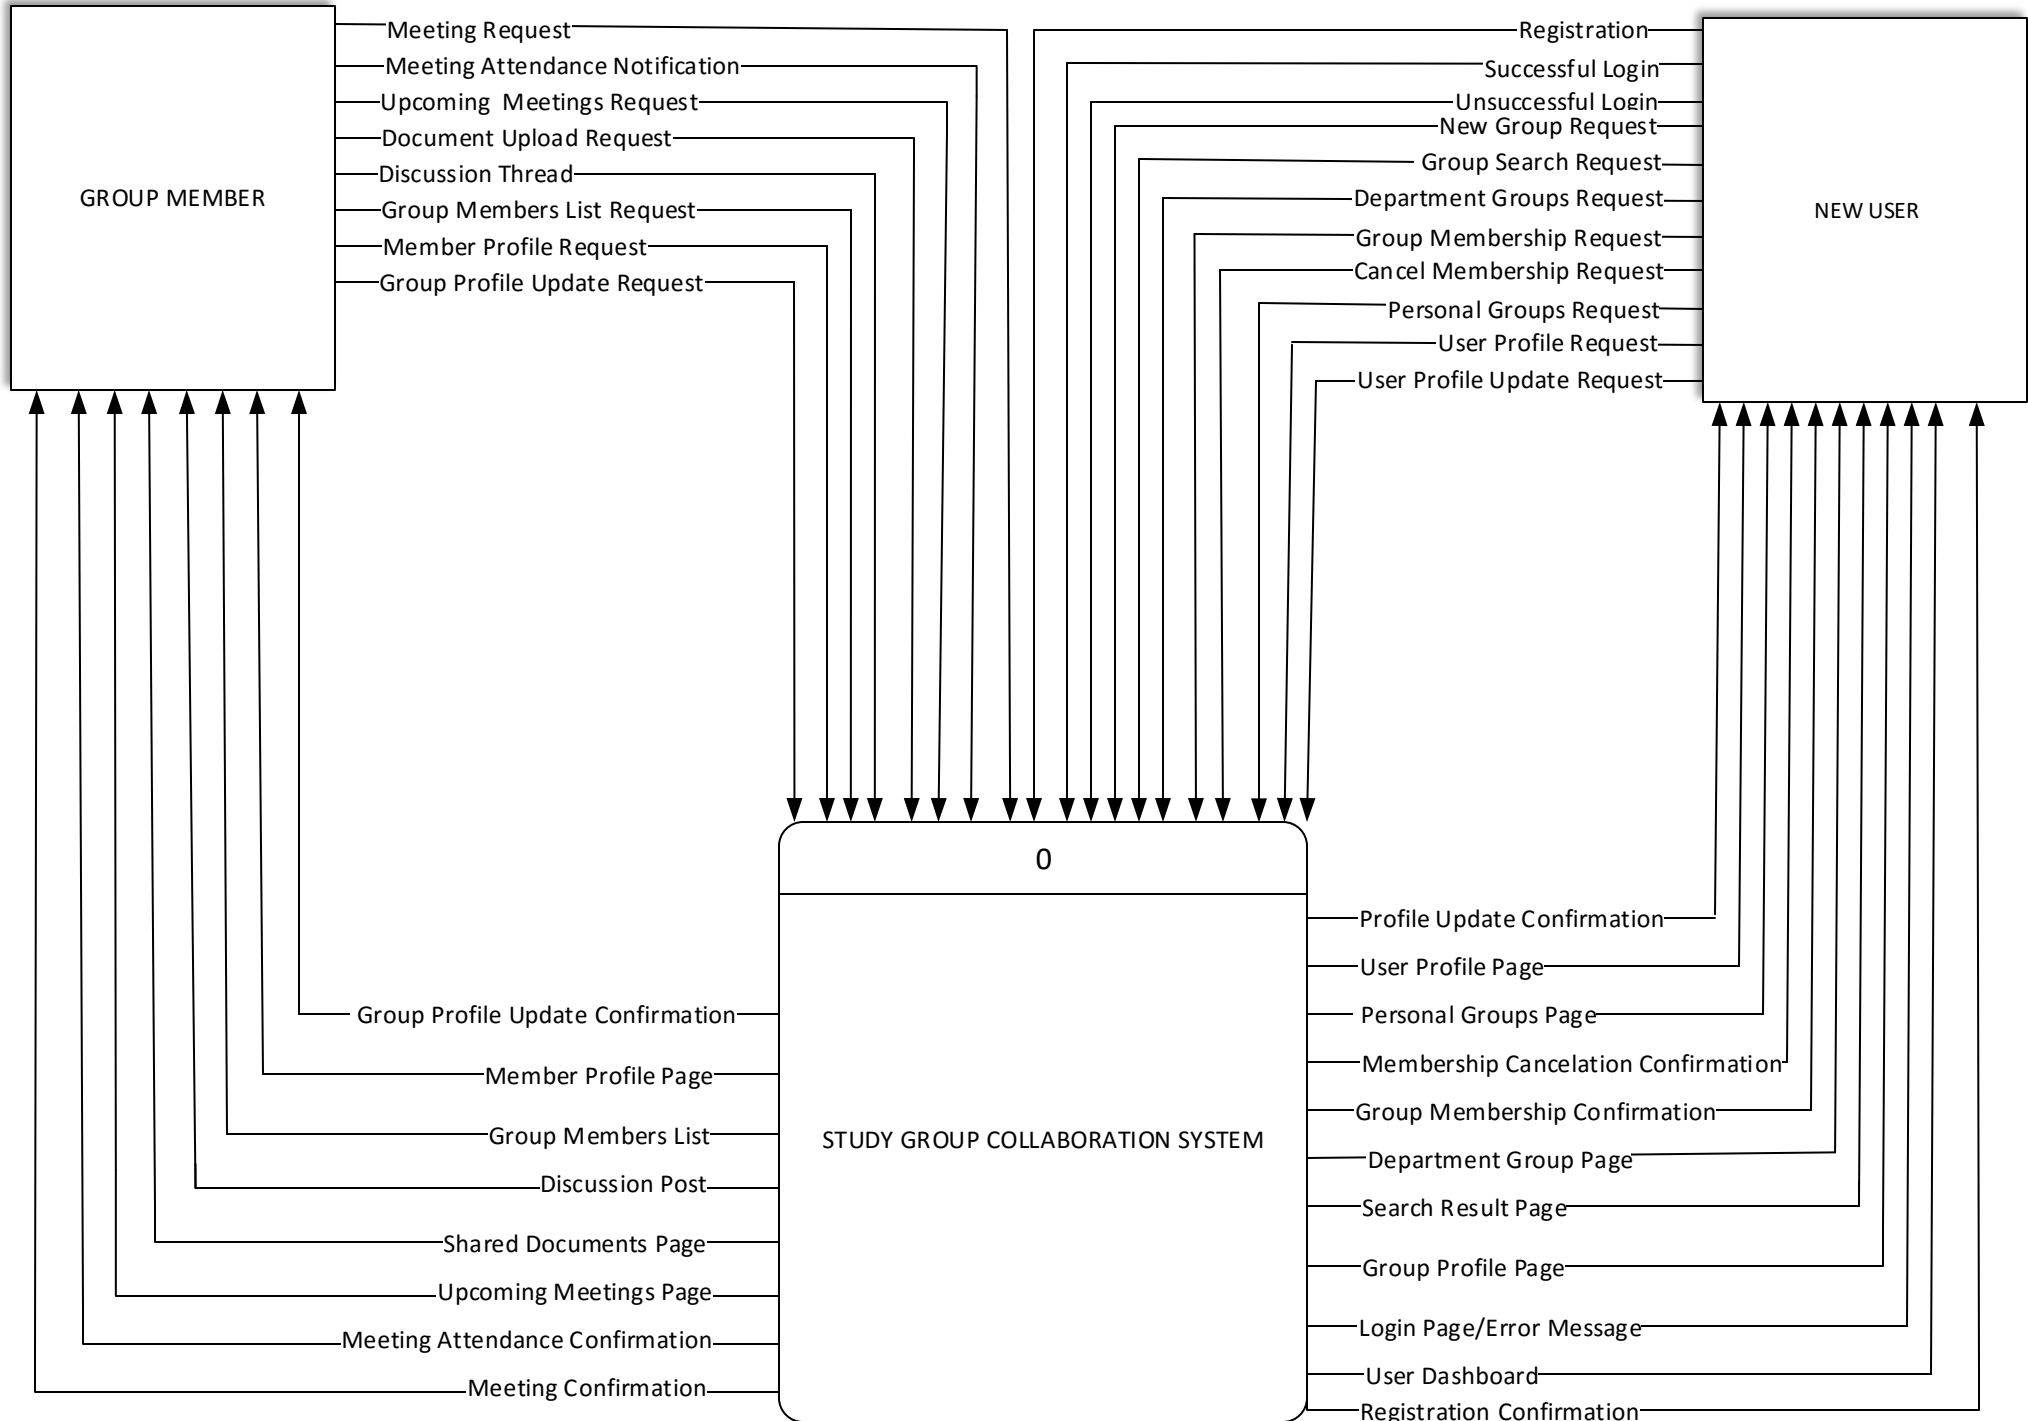 GROUP MEMBER
Meeting Request
Meeting Attendance Notification
Upcoming Meetings Request
Document Upload Request
Discussion Thread
Group Members List Request
Member Profile Request
Group Profile Update Request
Registration
Successful Login
Unsuccessful Login
New Group Request
Group Search Request
Department Groups Request
Group Membership Request
Cancel Membership Request
Personal Groups Request
User Profile Request
User Profile Update Request
NEW USER
0
STUDY GROUP COLLABORATION SYSTEM
Group Profile Update Confirmation
Member Profile Page
Group Members List
Discussion Post
Shared Documents Page
Upcoming Meetings Page
Meeting Attendance Confirmation
Meeting Confirmation
Profile Update Confirmation
User Profile Page
Personal Groups Page
Membership Cancelation Confirmation
Group Membership Confirmation
Department Group Page
Search Result Page
Group Profile Page
Login Page/Error Message
User Dashboard
Registration Confirmation